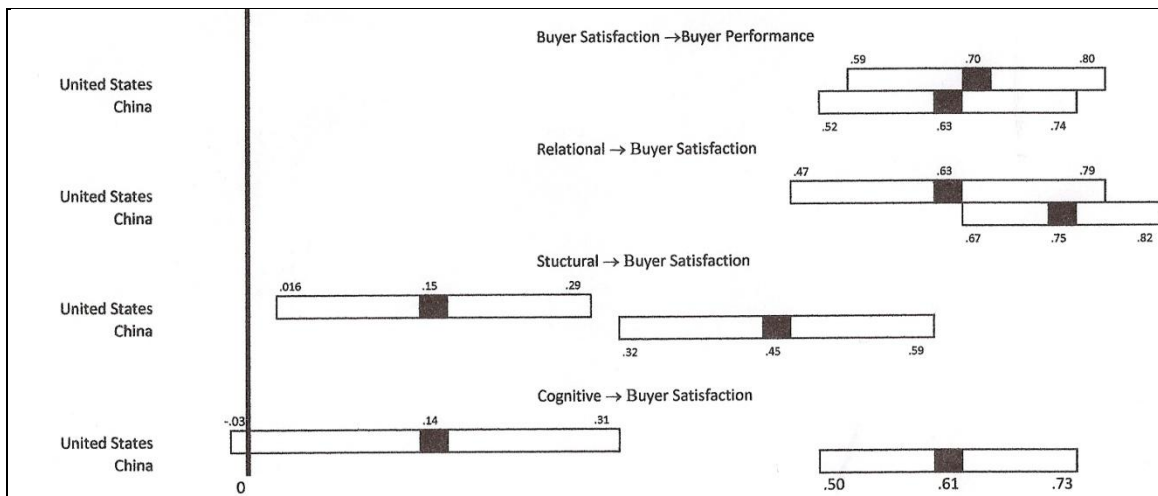 Buyer Satisfaction →Buyer Performance
.59 .70 .80
United States
China
.52 .63 .74
Relational → Buyer Satisfaction
.47 .63 .79
United States
China
.67 .75 .82
Stuctural → Buyer Satisfaction
.016 .15 .29
United States
China
.32 .45 .59
Cognitive → Buyer Satisfaction
-.03 .14 .31
United States
China
0 .50 .61 .73